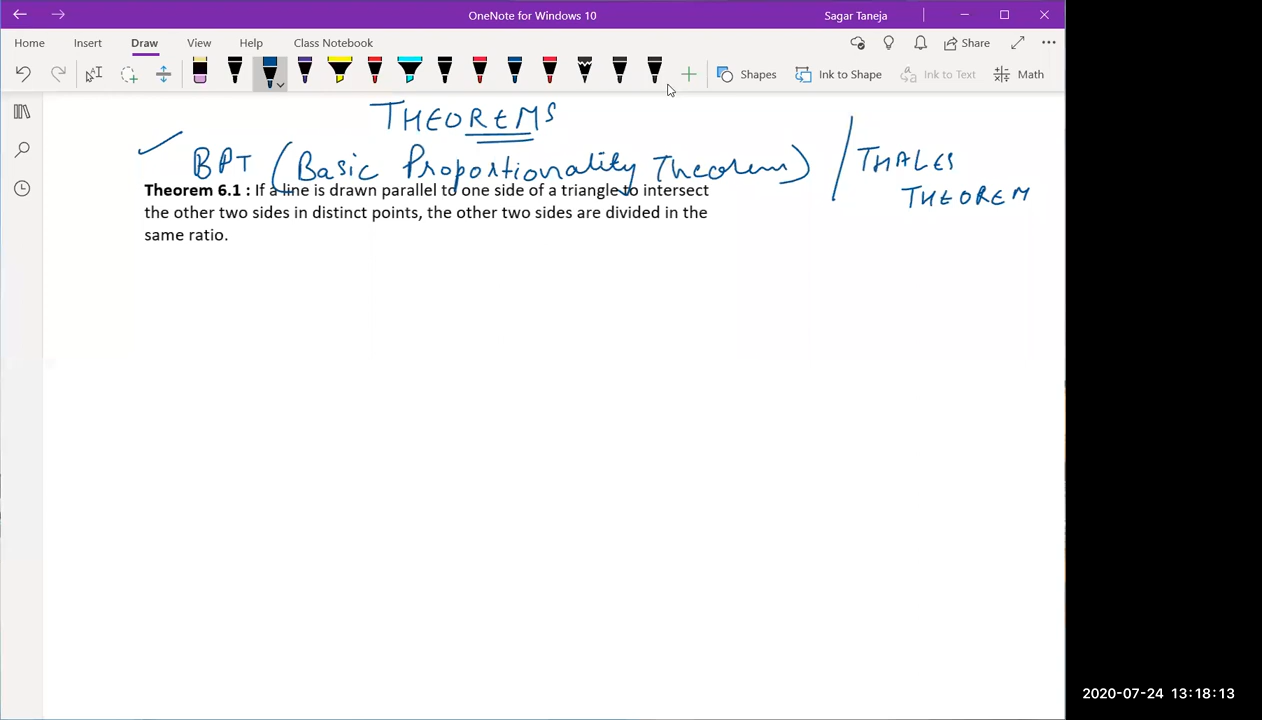 OneNote for Windows 10
Sagar Taneja
Home Insert Draw View Help Class Notebook
Share
Shapes Ink to Shape Ink to Text Math
THEOREMS
BPT (Basic Proportionality Theorem) / THALES
THEOREM
Theorem 6.1 : If a line is drawn parallel to one side of a triangle to intersect
the other two sides in distinct points, the other two sides are divided in the
same ratio.
2020-07-24 13:18:13